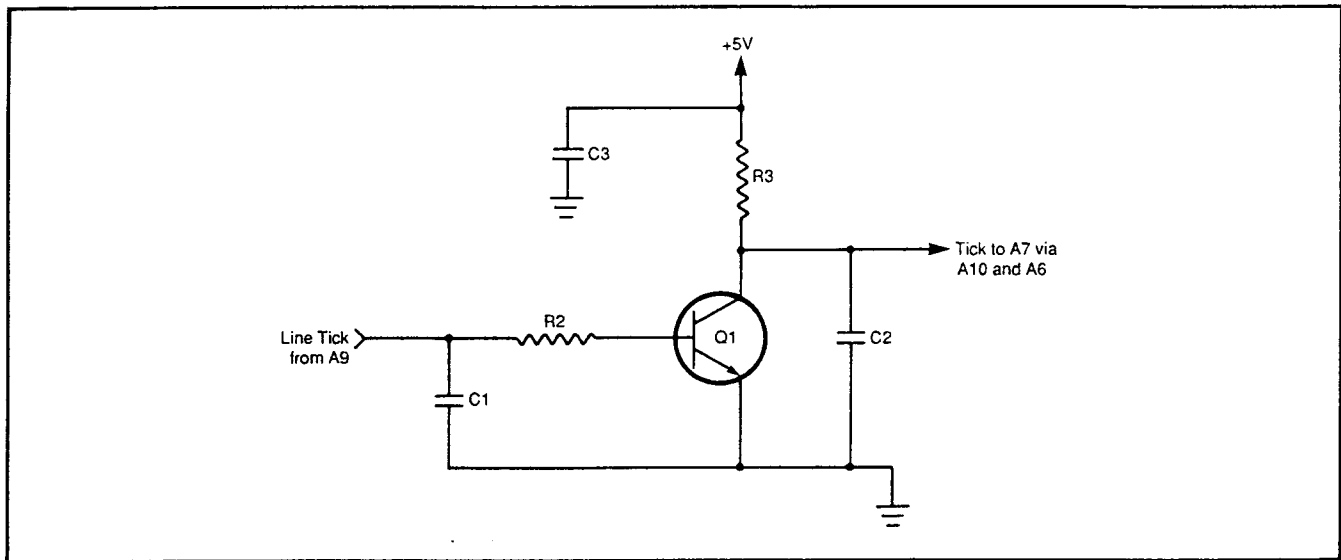 +5V
C3
R3
Tick to A7 via
A10 and A6
R2
Q1
C2
Line Tick
from A9
C1